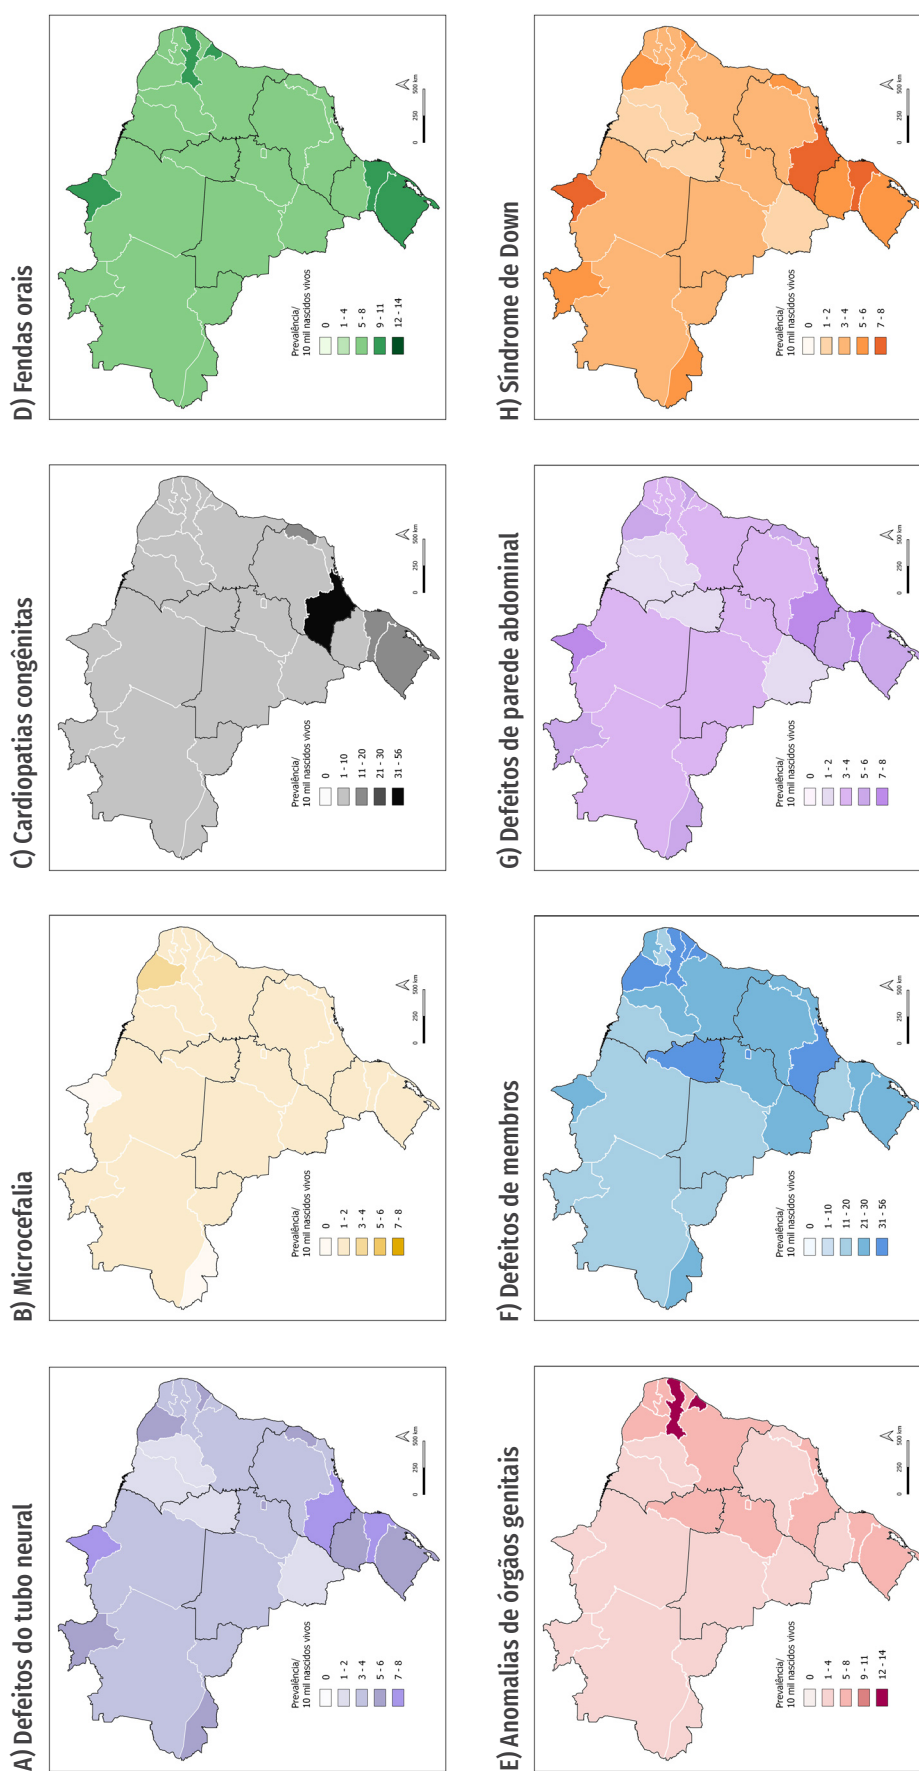 A) Defeitos do tubo neural
Prevalência/
10 mil nascidos vivos
0
1 - 2
3 - 4
5 - 6
7 - 8
0 250 500 km
B) Microcefalia
Prevalência/
10 mil nascidos vivos
0
1 - 2
3 - 4
5 - 6
7 - 8
0 250 500 km
C) Cardiopatias congênitas
Prevalência/
10 mil nascidos vivos
0
1 - 10
11 - 20
21 - 30
31 - 56
0 250 500 km
D) Fendas orais
Prevalência/
10 mil nascidos vivos
0
1 - 4
5 - 8
9 - 11
12 - 14
0 250 500 km
E) Anomalias de órgãos genitais
Prevalência/
10 mil nascidos vivos
0
1 - 4
5 - 8
9 - 11
12 - 14
0 250 500 km
F) Defeitos de membros
Prevalência/
10 mil nascidos vivos
0
1 - 10
11 - 20
21 - 30
31 - 56
0 250 500 km
G) Defeitos de parede abdominal
Prevalência/
10 mil nascidos vivos
0
1 - 2
3 - 4
5 - 6
7 - 8
0 250 500 km
H) Síndrome de Down
Prevalência/
10 mil nascidos vivos
0
1 - 2
3 - 4
5 - 6
7 - 8
0 250 500 km